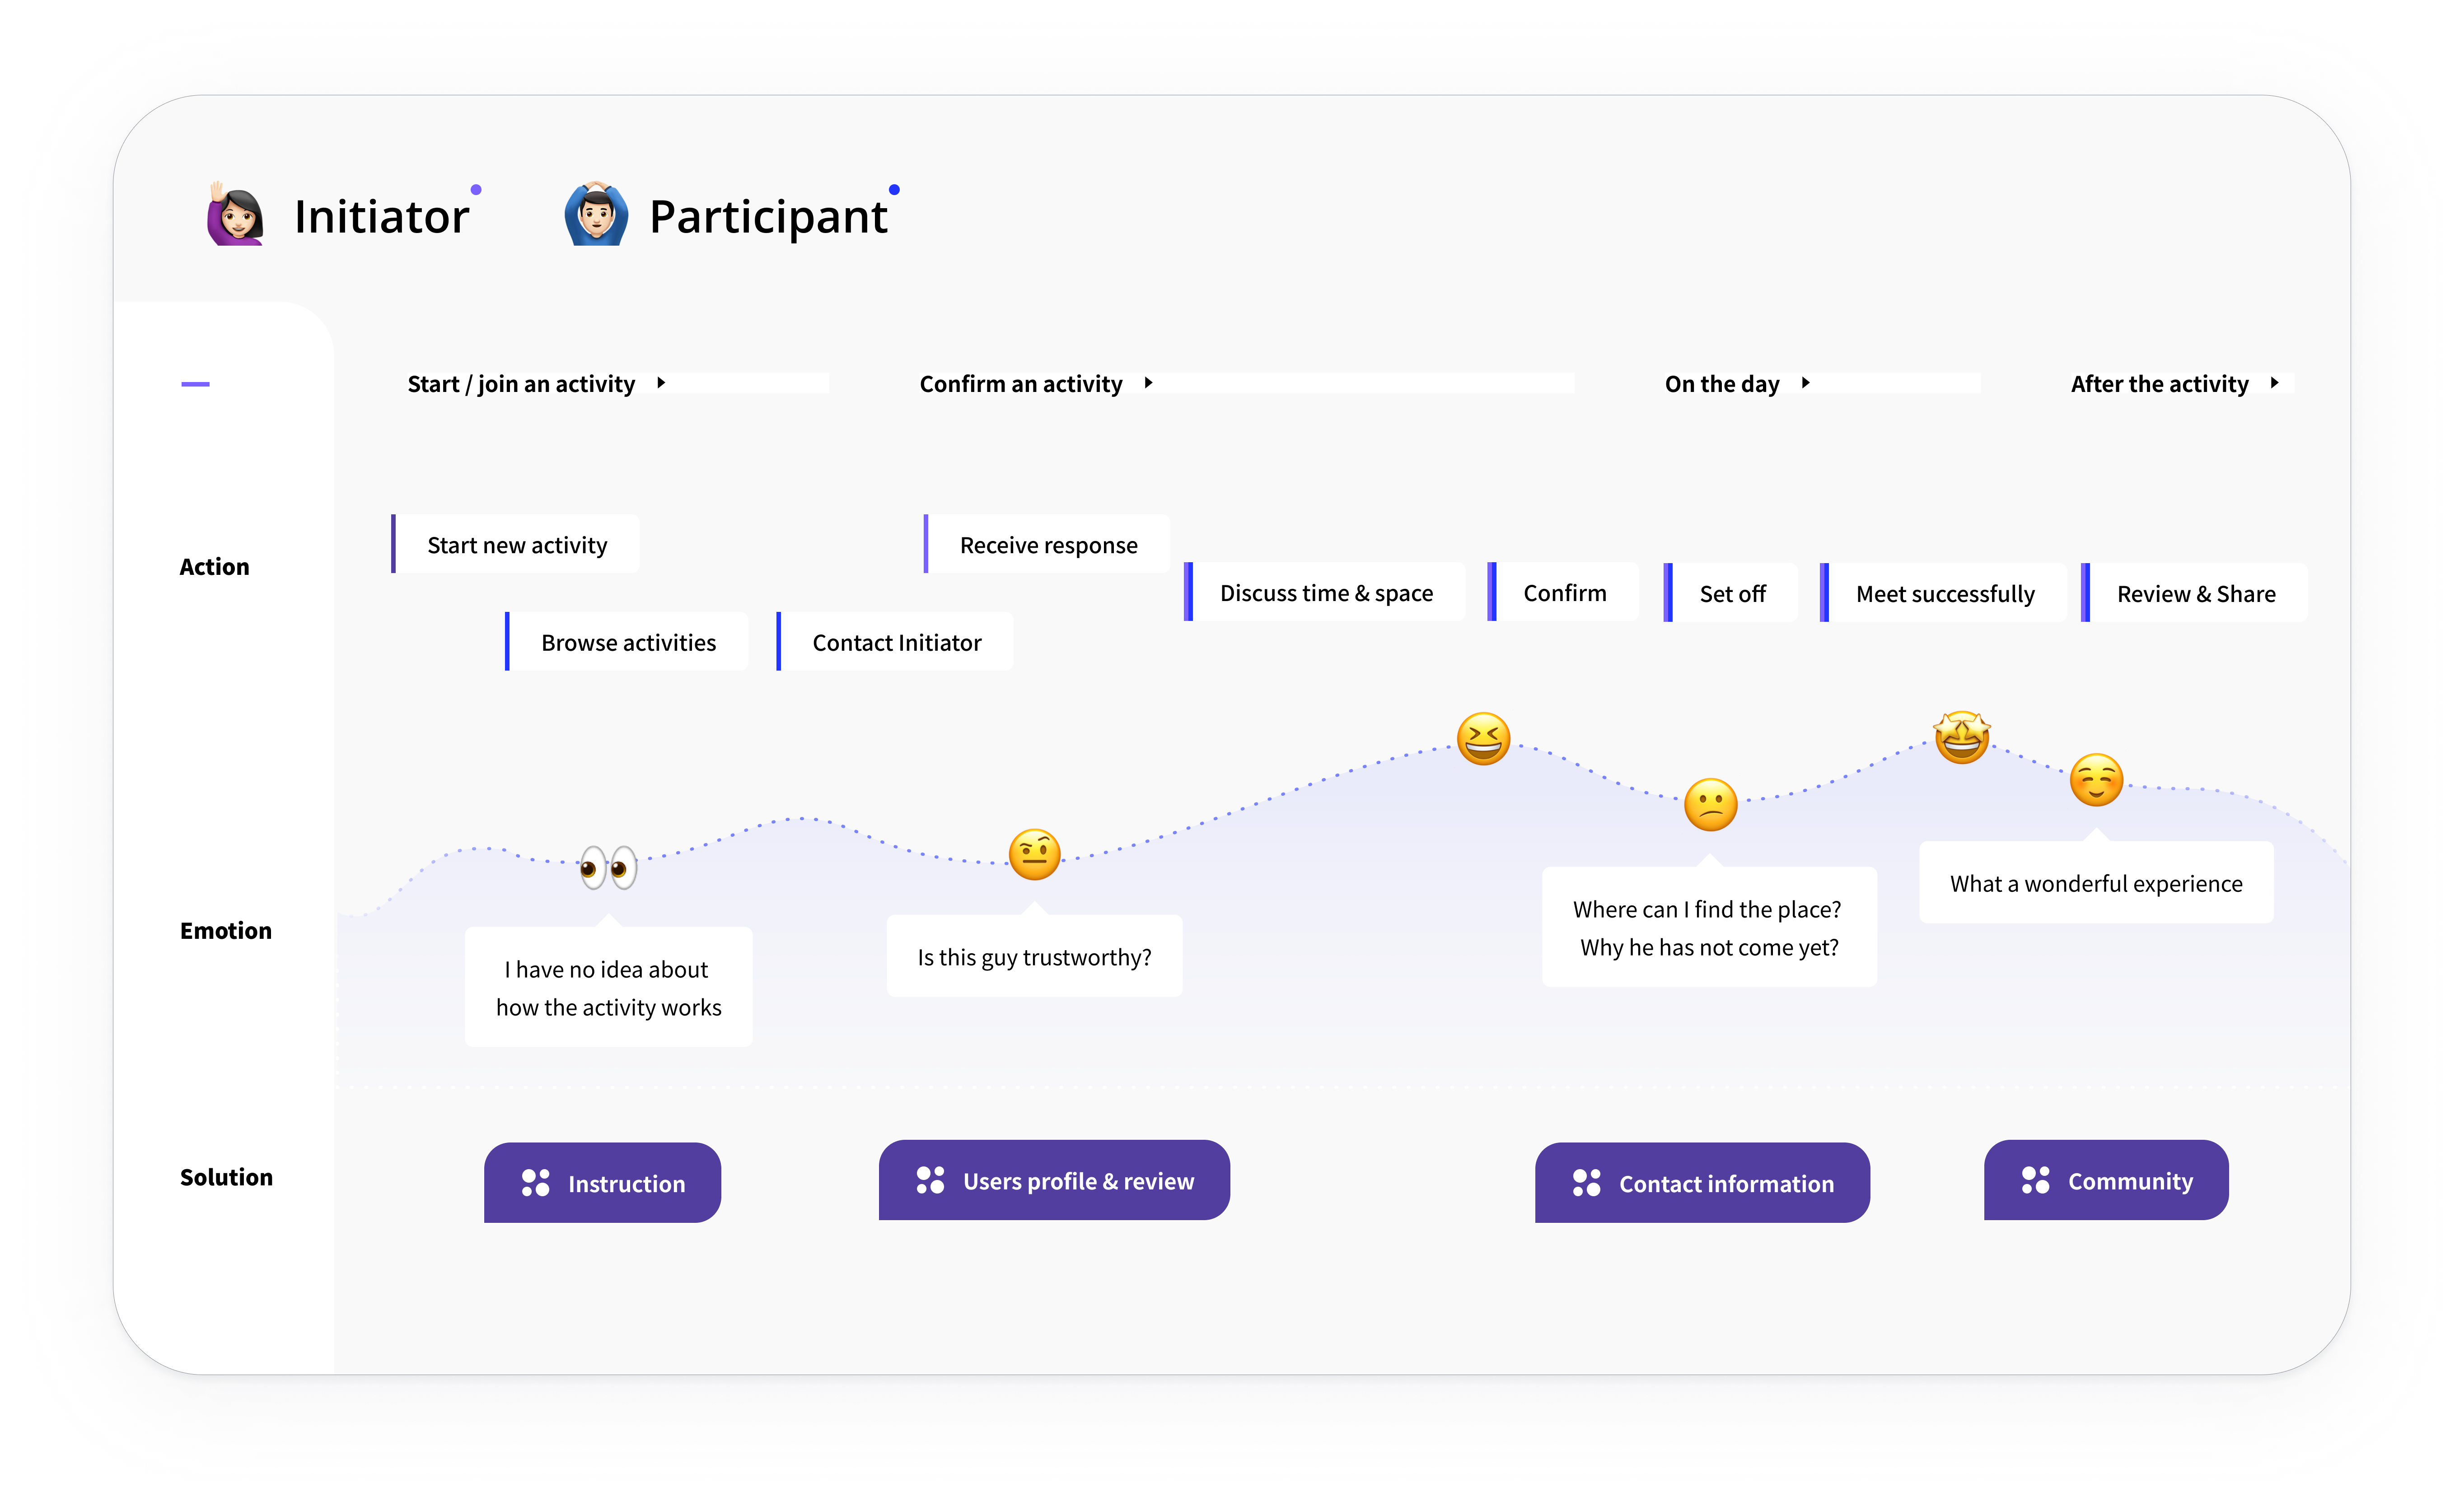 Initiator
Participant
Start / join an activity
Confirm an activity
On the day
After the activity
Action
Start new activity
Receive response
Discuss time & space
Confirm
Set off
Meet successfully
Review & Share
Browse activities
Contact Initiator
Emotion
I have no idea about
how the activity works
Is this guy trustworthy?
Where can I find the place?
Why he has not come yet?
What a wonderful experience
Solution
Instruction
Users profile & review
Contact information
Community